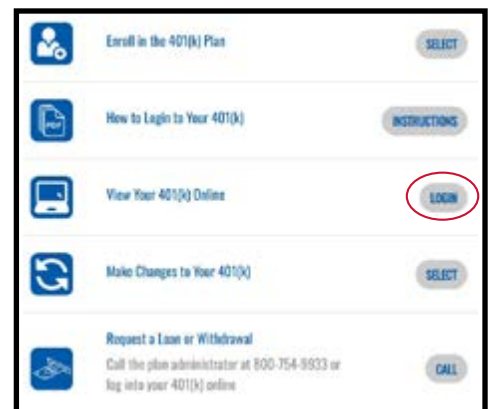 Enroll in the 401(k) Plan
SELECT
PDF
How to Login to Your 401(k)
INSTRUCTIONS
View Your 401(k) Online
LOGIN
Make Changes to Your 401(k)
SELECT
Request a Loan or Withdrawal
Call the plan administrator at 800-754-9933 or
log into your 401(k) online
CALL